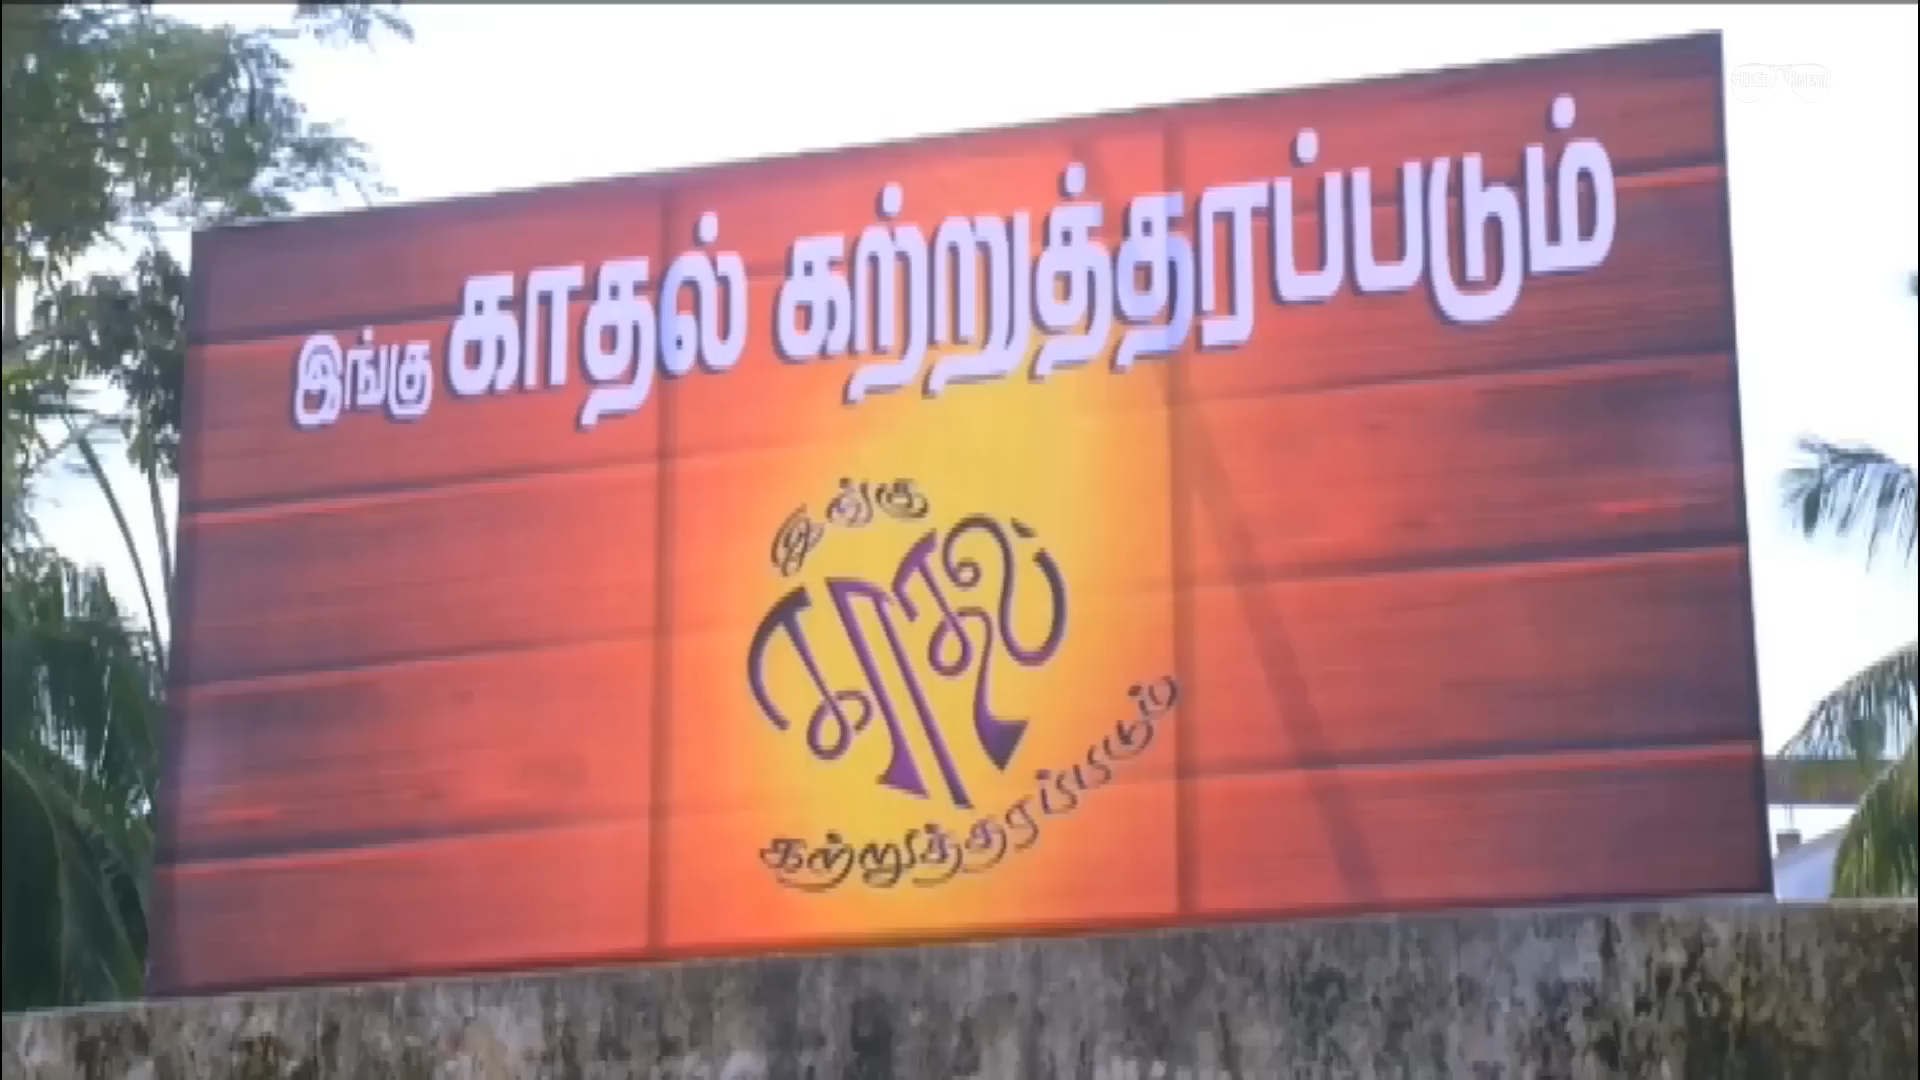 இங்கு காதல் கற்றுத்தரப்படும்
இங்கு
காதல்
கற்றுத்தரப்படும்